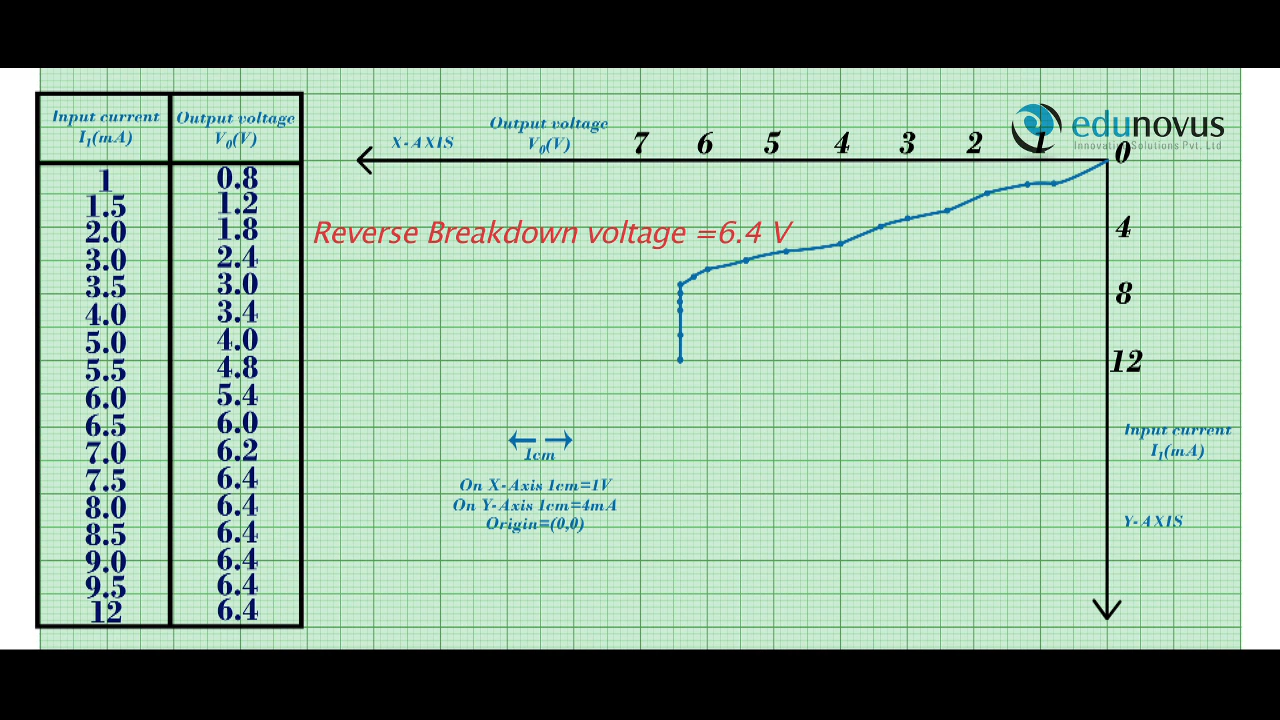 Input current
I1(mA)
Output voltage
V0(V)
1 0.8
1.5 1.2
2.0 1.8
3.0 2.4
3.5 3.0
4.0 3.4
5.0 4.0
5.5 4.8
6.0 5.4
6.5 6.0
7.0 6.2
7.5 6.4
8.0 6.4
8.5 6.4
9.0 6.4
9.5 6.4
12 6.4
X-AXIS
Output voltage
V0(V)
7 6 5 4 3 2 1 0
edunovus
Innovative Solutions Pvt. Ltd
Reverse Breakdown voltage =6.4 V
4
8
12
1cm
On X-Axis 1cm=1V
On Y-Axis 1cm=4mA
Origin=(0,0)
Input current
I1(mA)
Y-AXIS